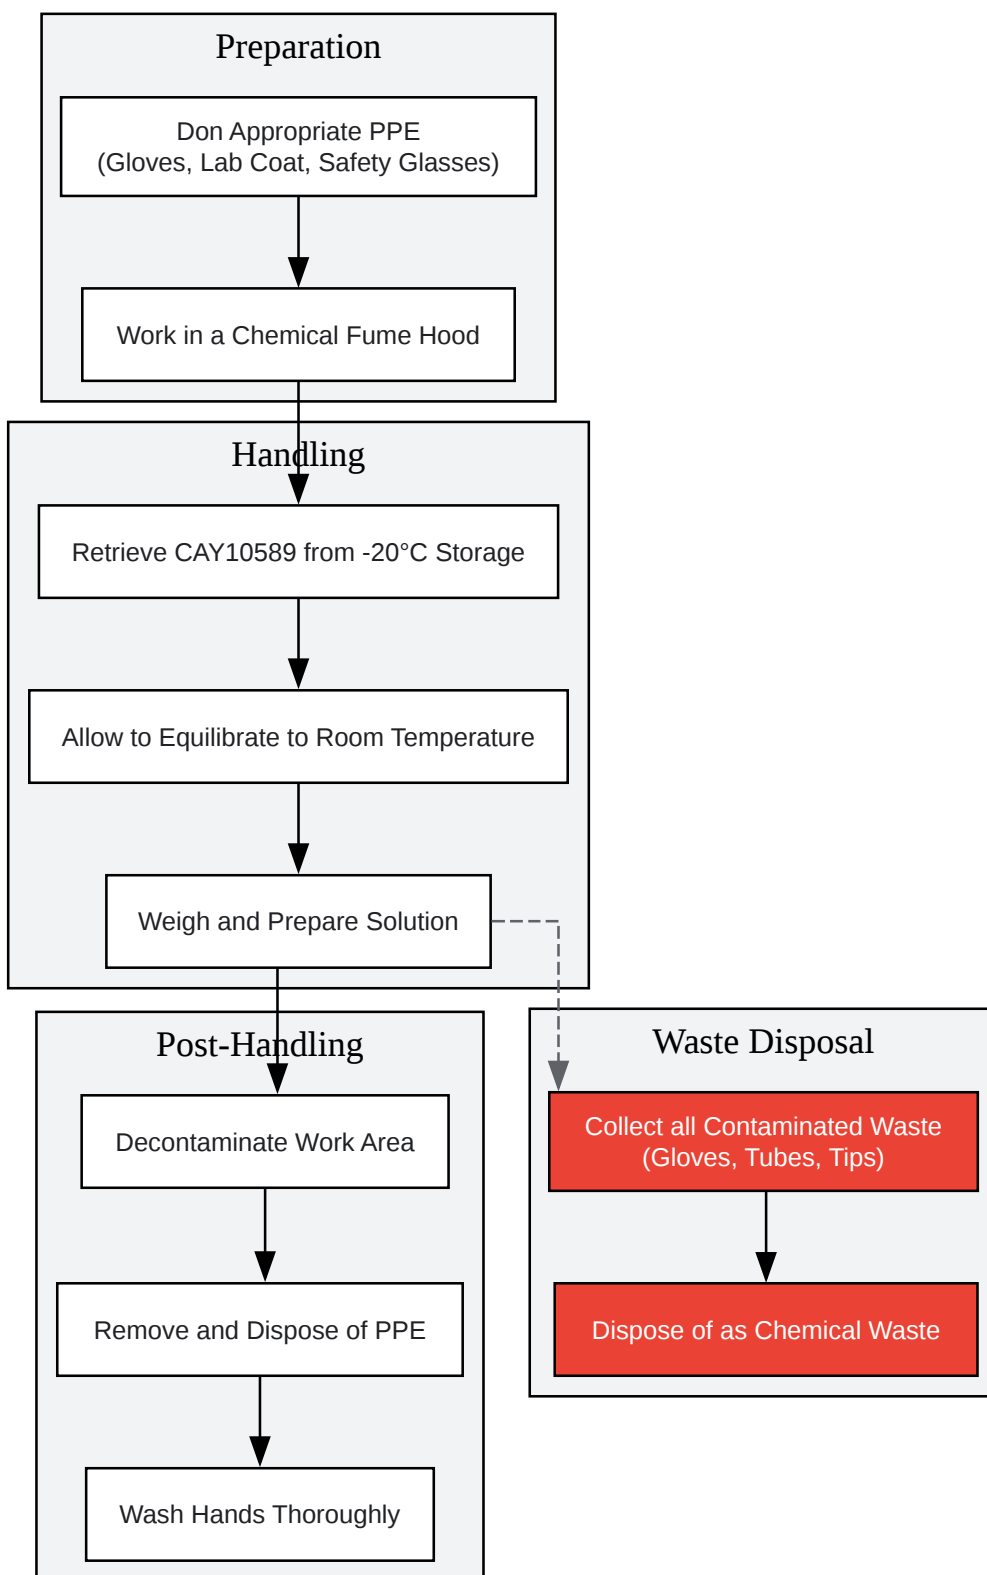 Preparation
Don Appropriate PPE
(Gloves, Lab Coat, Safety Glasses)
Work in a Chemical Fume Hood
Handling
Retrieve CAY10589 from -20°C Storage
Allow to Equilibrate to Room Temperature
Weigh and Prepare Solution
Post-Handling
Decontaminate Work Area
Remove and Dispose of PPE
Wash Hands Thoroughly
Waste Disposal
Collect all Contaminated Waste
(Gloves, Tubes, Tips)
Dispose of as Chemical Waste